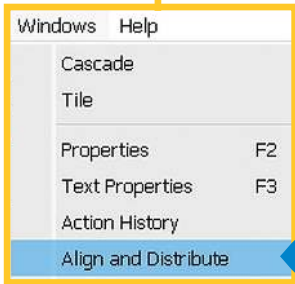 Windows Help
Cascade
Tile
Properties F2
Text Properties F3
Action History
Align and Distribute